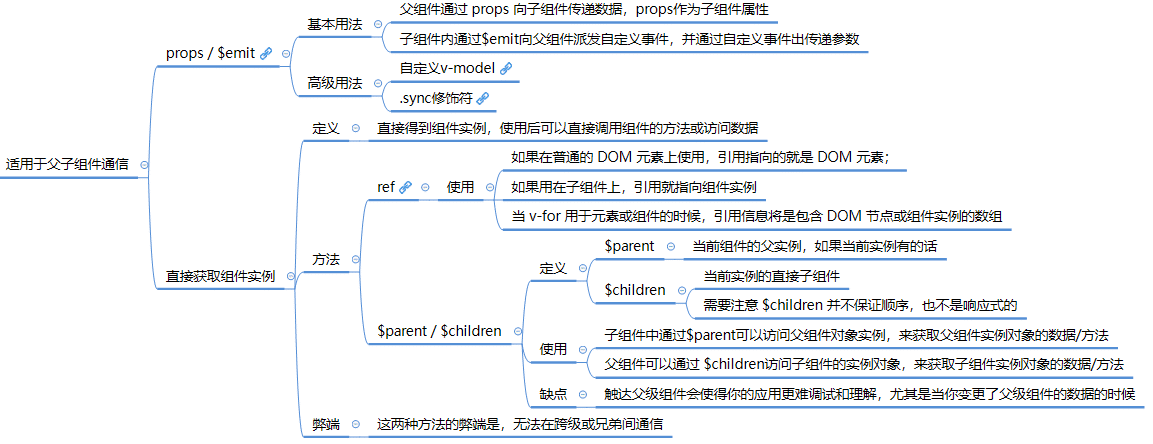 适用于父子组件通信
props / $emit
基本用法
父组件通过 props 向子组件传递数据，props作为子组件属性
子组件内通过$emit向父组件派发自定义事件，并通过自定义事件出传递参数
高级用法
自定义v-model
.sync修饰符
直接获取组件实例
定义
直接得到组件实例，使用后可以直接调用组件的方法或访问数据
方法
ref
使用
如果在普通的 DOM 元素上使用，引用指向的就是 DOM 元素；
如果用在子组件上，引用就指向组件实例
当 v-for 用于元素或组件的时候，引用信息将是包含 DOM 节点或组件实例的数组
$parent / $children
定义
$parent
当前组件的父实例，如果当前实例有的话
$children
当前实例的直接子组件
需要注意 $children 并不保证顺序，也不是响应式的
使用
子组件中通过$parent可以访问父组件对象实例，来获取父组件实例对象的数据/方法
父组件可以通过 $children访问子组件的实例对象，来获取子组件实例对象的数据/方法
缺点
触达父级组件会使得你的应用更难调试和理解，尤其是当你变更了父级组件的数据的时候
弊端
这两种方法的弊端是，无法在跨级或兄弟间通信